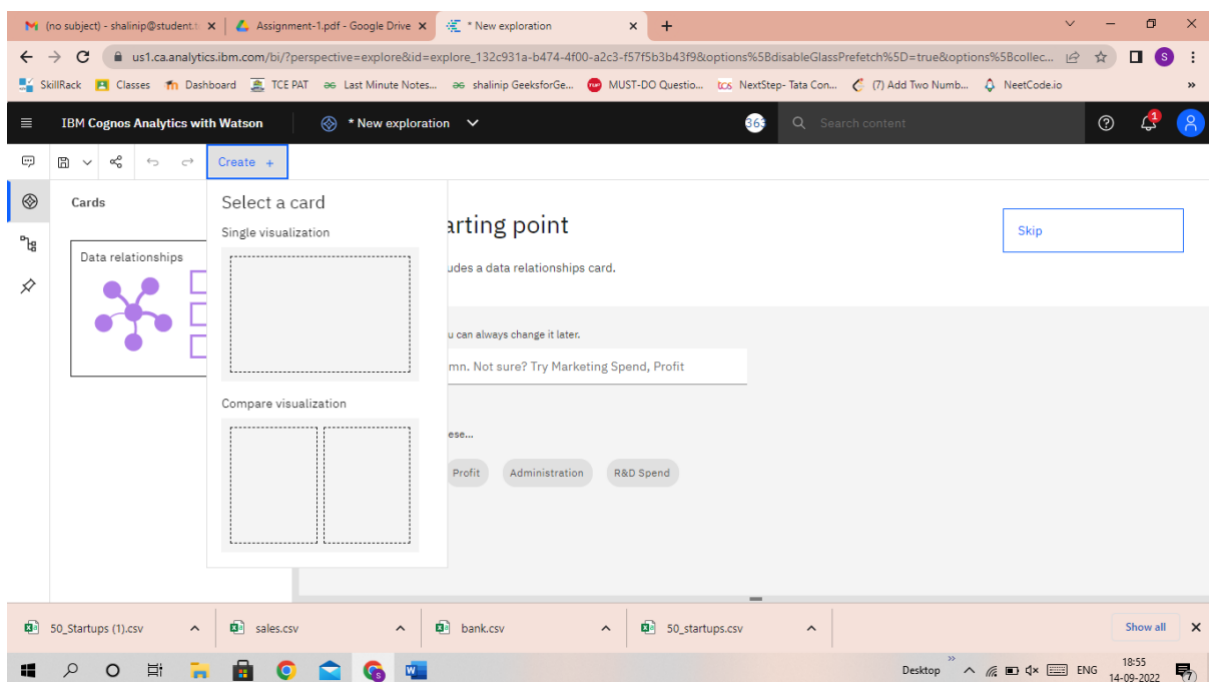 (no subject) - shalinip@student.t
Assignment-1.pdf - Google Drive
* New exploration
us1.ca.analytics.ibm.com/bi/?perspective=explore&id=explore_132c931a-b474-4f00-a2c3-f57f5b3b43f9&options%5BdisableGlassPrefetch%5D=true&options%5Bcollec...
S
SkillRack
Classes
Dashboard
TCE PAT
Last Minute Notes...
shalinip GeeksforGe...
MUST-DO Questio...
NextStep- Tata Con...
(7) Add Two Numb...
NeetCode.io
»
IBM Cognos Analytics with Watson
* New exploration
363
Search content
1
Create +
Cards
Select a card
Single visualization
arting point
Skip
Data relationships
udes a data relationships card.
u can always change it later.
mn. Not sure? Try Marketing Spend, Profit
Compare visualization
ese...
Profit
Administration
R&D Spend
50_Startups (1).csv
sales.csv
bank.csv
50_startups.csv
Show all
Desktop
»
ENG
18:55
14-09-2022
7